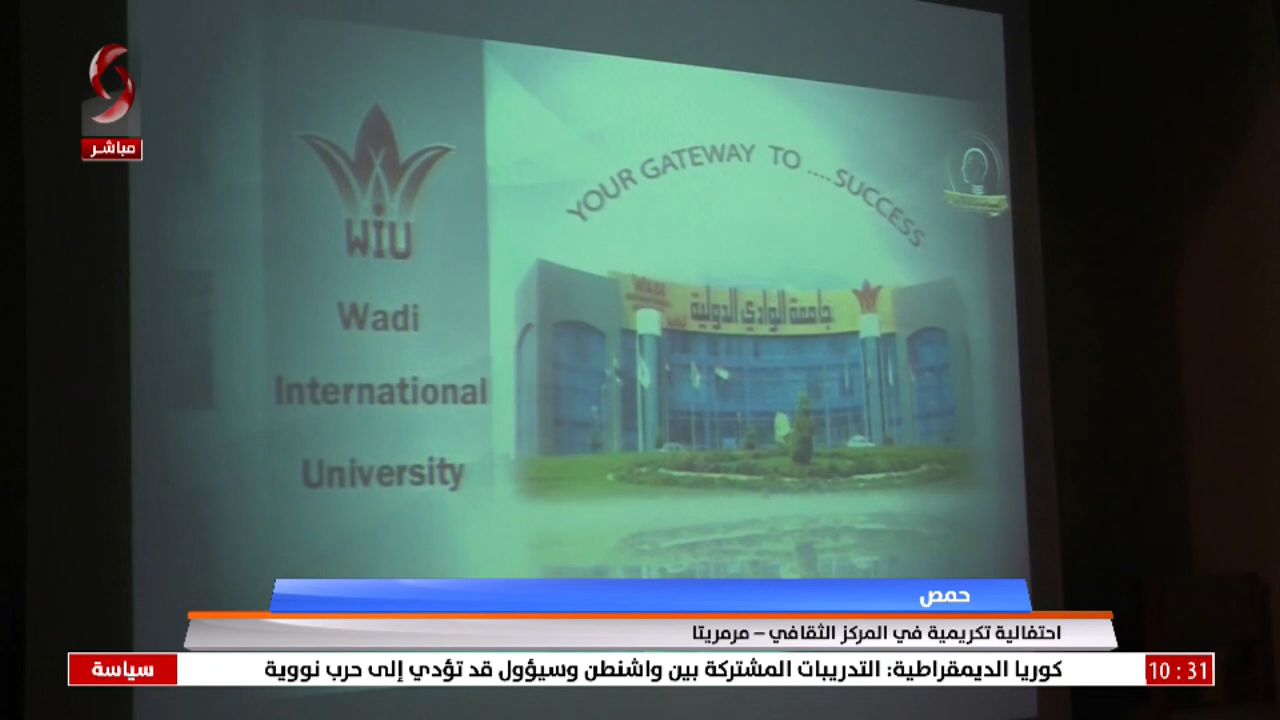 مباشر
WIU
Wadi
International
University
YOUR GATEWAY TO ....SUCCESS
WADI
جامعة الوادي الدولية
حمص
احتفالية تكريمية في المركز الثقافي – مرمريتا
10 : 31
كوريا الديمقراطية: التدريبات المشتركة بين واشنطن وسيؤول قد تؤدي إلى حرب نووية
سياسة